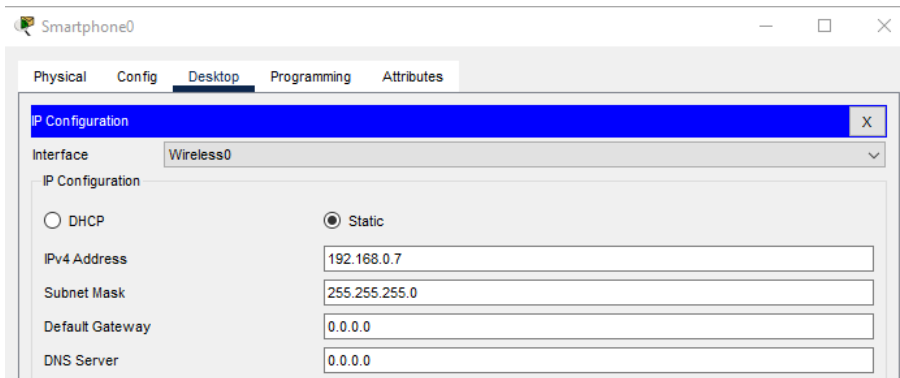 Smartphone0
Physical Config Desktop Programming Attributes
IP Configuration X
Interface Wireless0
IP Configuration
DHCP Static
IPv4 Address 192.168.0.7
Subnet Mask 255.255.255.0
Default Gateway 0.0.0.0
DNS Server 0.0.0.0